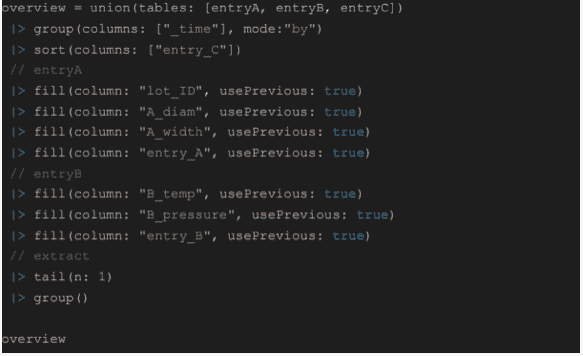 overview = union(tables: [entryA, entryB, entryC])
|> group(columns: ["_time"], mode:"by")
|> sort(columns: ["entry_C"])
// entryA
|> fill(column: "lot_ID", usePrevious: true)
|> fill(column: "A_diam", usePrevious: true)
|> fill(column: "A_width", usePrevious: true)
|> fill(column: "entry_A", usePrevious: true)
// entryB
|> fill(column: "B_temp", usePrevious: true)
|> fill(column: "B_pressure", usePrevious: true)
|> fill(column: "entry_B", usePrevious: true)
// extract
|> tail(n: 1)
|> group()
overview